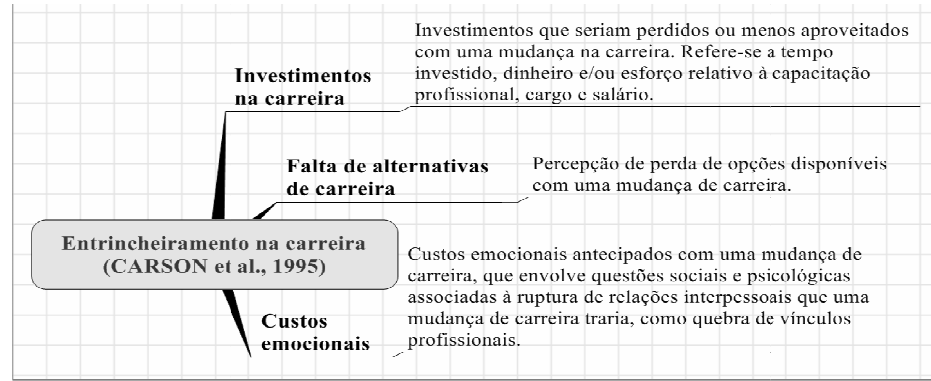 Investimentos que seriam perdidos ou menos aproveitados
com uma mudança na carreira. Refere-se a tempo
investido, dinheiro e/ou esforço relativo à capacitação
profissional, cargo e salário.
Investimentos
na carreira
Falta de alternativas
de carreira
Percepção de perda de opções disponíveis
com uma mudança de carreira.
Entrincheiramento na carreira
(CARSON et al., 1995)
Custos emocionais antecipados com uma mudança de
carreira, que envolve questões sociais e psicológicas
associadas à ruptura de relações interpessoais que uma
mudança de carreira traria, como quebra de vínculos
profissionais.
Custos
emocionais